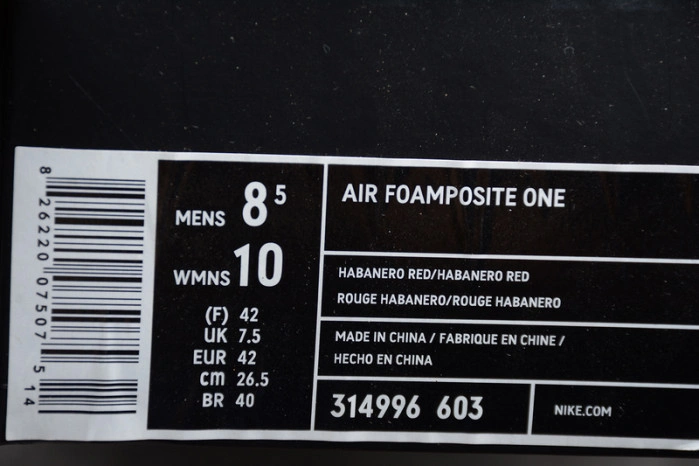 8 26220 07507 5 14
MENS 8 5
WMNS 10
(F) 42
UK 7.5
EUR 42
cm 26.5
BR 40
AIR FOAMPOSITE ONE
HABANERO RED/HABANERO RED
ROUGE HABANERO/ROUGE HABANERO
MADE IN CHINA / FABRIQUE EN CHINE /
HECHO EN CHINA
314996 603
NIKE.COM